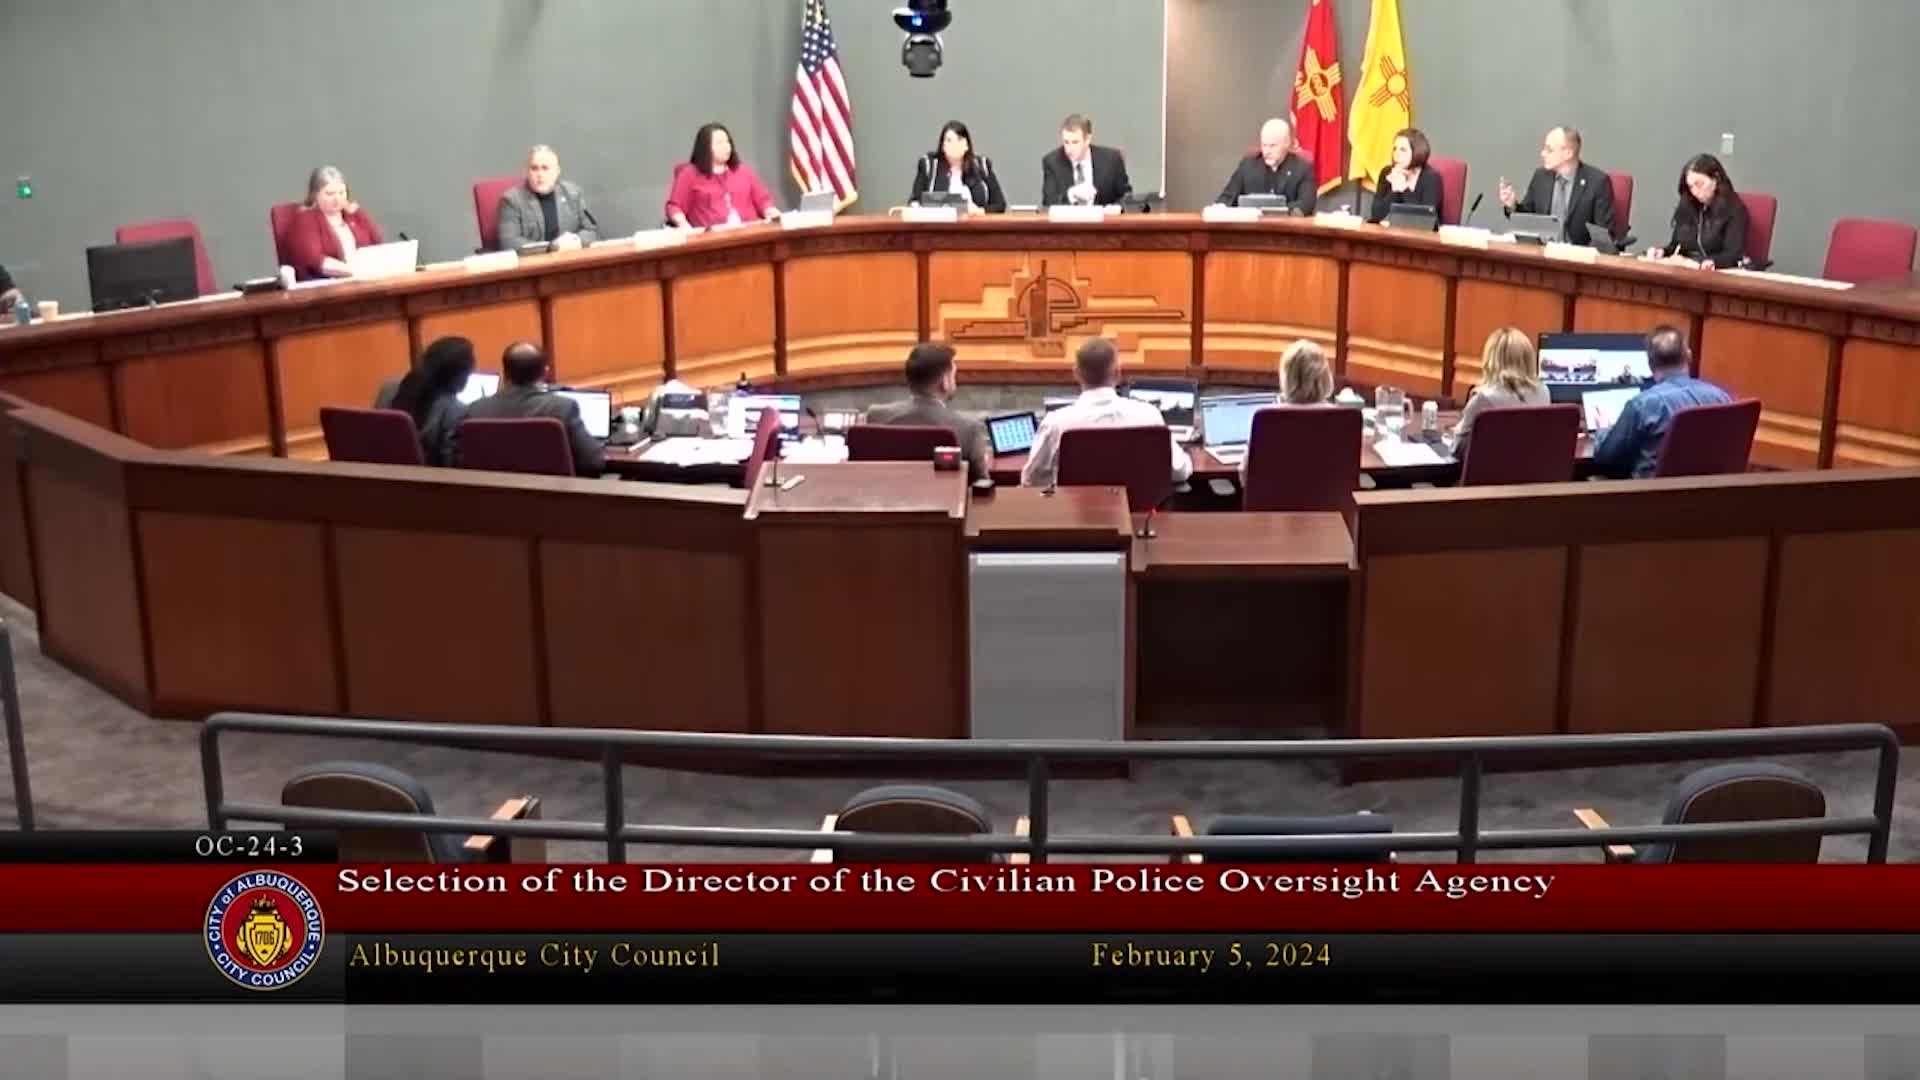 OC-24-3
Selection of the Director of the Civilian Police Oversight Agency
CITY of ALBUQUERQUE
1706
CITY COUNCIL
Albuquerque City Council
February 5, 2024